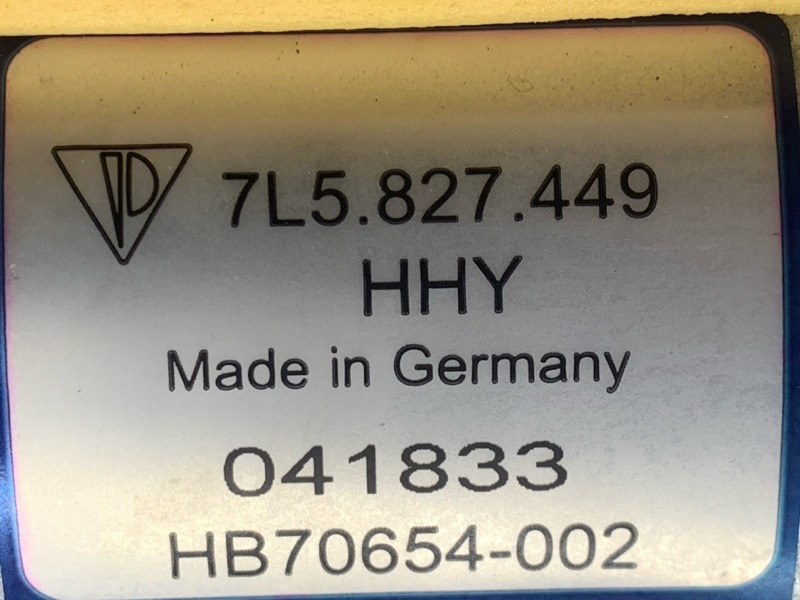 7L5.827.449
HHY
Made in Germany
041833
HB70654-002